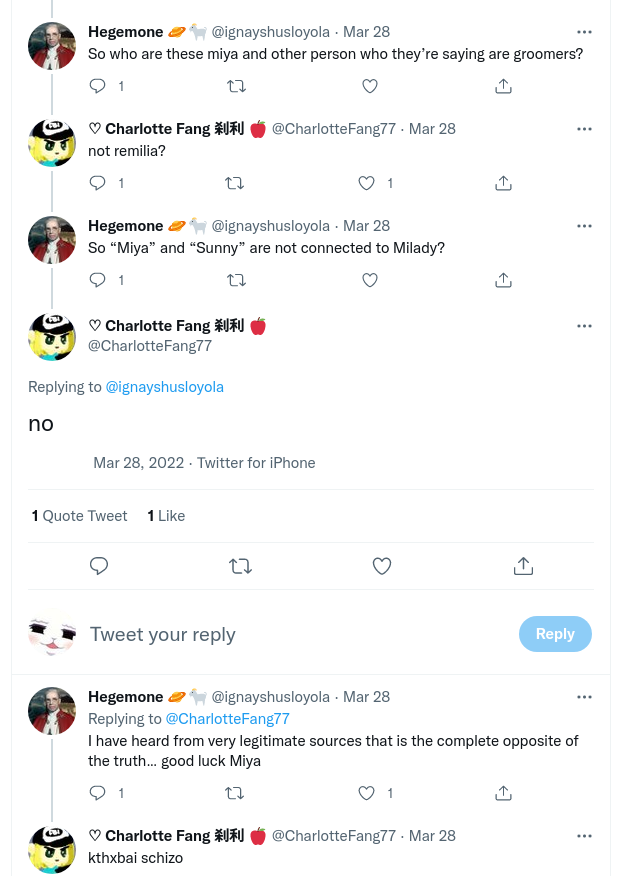 Hegemone 🌭🐐 @ignayshusloyola · Mar 28
So who are these miya and other person who they're saying are groomers?
1
♡ Charlotte Fang 剎利 🍎 @CharlotteFang77 · Mar 28
not remilia?
1 1
Hegemone 🌭🐐 @ignayshusloyola · Mar 28
So “Miya” and “Sunny” are not connected to Milady?
1
♡ Charlotte Fang 剎利 🍎
@CharlotteFang77
Replying to @ignayshusloyola
no
Mar 28, 2022 · Twitter for iPhone
1 Quote Tweet 1 Like
Tweet your reply
Reply
Hegemone 🌭🐐 @ignayshusloyola · Mar 28
Replying to @CharlotteFang77
I have heard from very legitimate sources that is the complete opposite of
the truth... good luck Miya
1 1
♡ Charlotte Fang 剎利 🍎 @CharlotteFang77 · Mar 28
kthxbai schizo